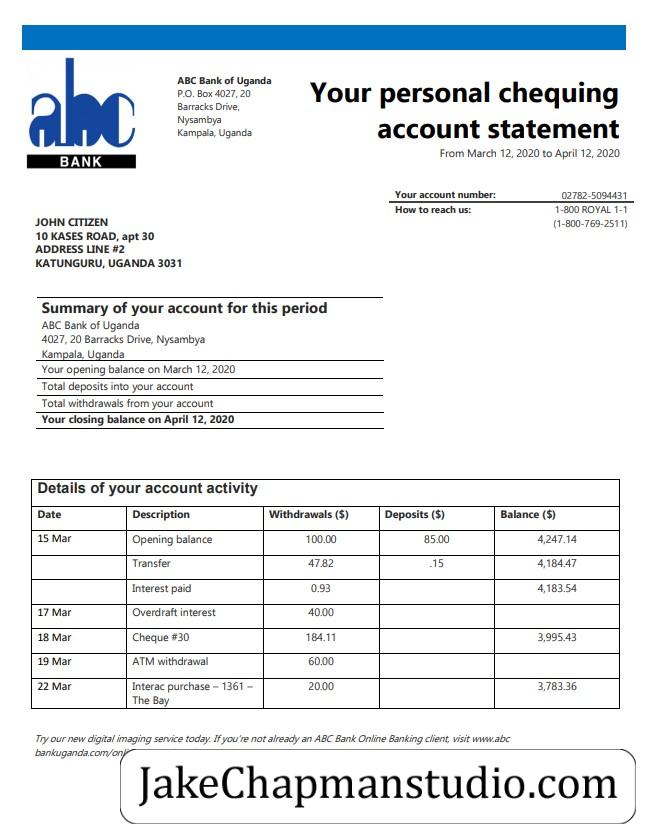 abc
BANK
ABC Bank of Uganda
P.O. Box 4027, 20
Barracks Drive,
Nysambya
Kampala, Uganda
Your personal chequing
account statement
From March 12, 2020 to April 12, 2020
Your account number: 02782-5094431
How to reach us: 1-800 ROYAL 1-1
(1-800-769-2511)
JOHN CITIZEN
10 KASES ROAD, apt 30
ADDRESS LINE #2
KATUNGURU, UGANDA 3031
Summary of your account for this period
ABC Bank of Uganda
4027, 20 Barracks Drive, Nysambya
Kampala, Uganda
Your opening balance on March 12, 2020
Total deposits into your account
Total withdrawals from your account
Your closing balance on April 12, 2020
Details of your account activity
Date Description Withdrawals ($) Deposits ($) Balance ($)
15 Mar Opening balance 100.00 85.00 4,247.14
Transfer 47.82 .15 4,184.47
Interest paid 0.93 4,183.54
17 Mar Overdraft interest 40.00
18 Mar Cheque #30 184.11 3,995.43
19 Mar ATM withdrawal 60.00
22 Mar Interac purchase – 1361 – 20.00 3,783.36
The Bay
Try our new digital imaging service today. If you're not already an ABC Bank Online Banking client, visit www.abc
JakeChapmanstudio.com